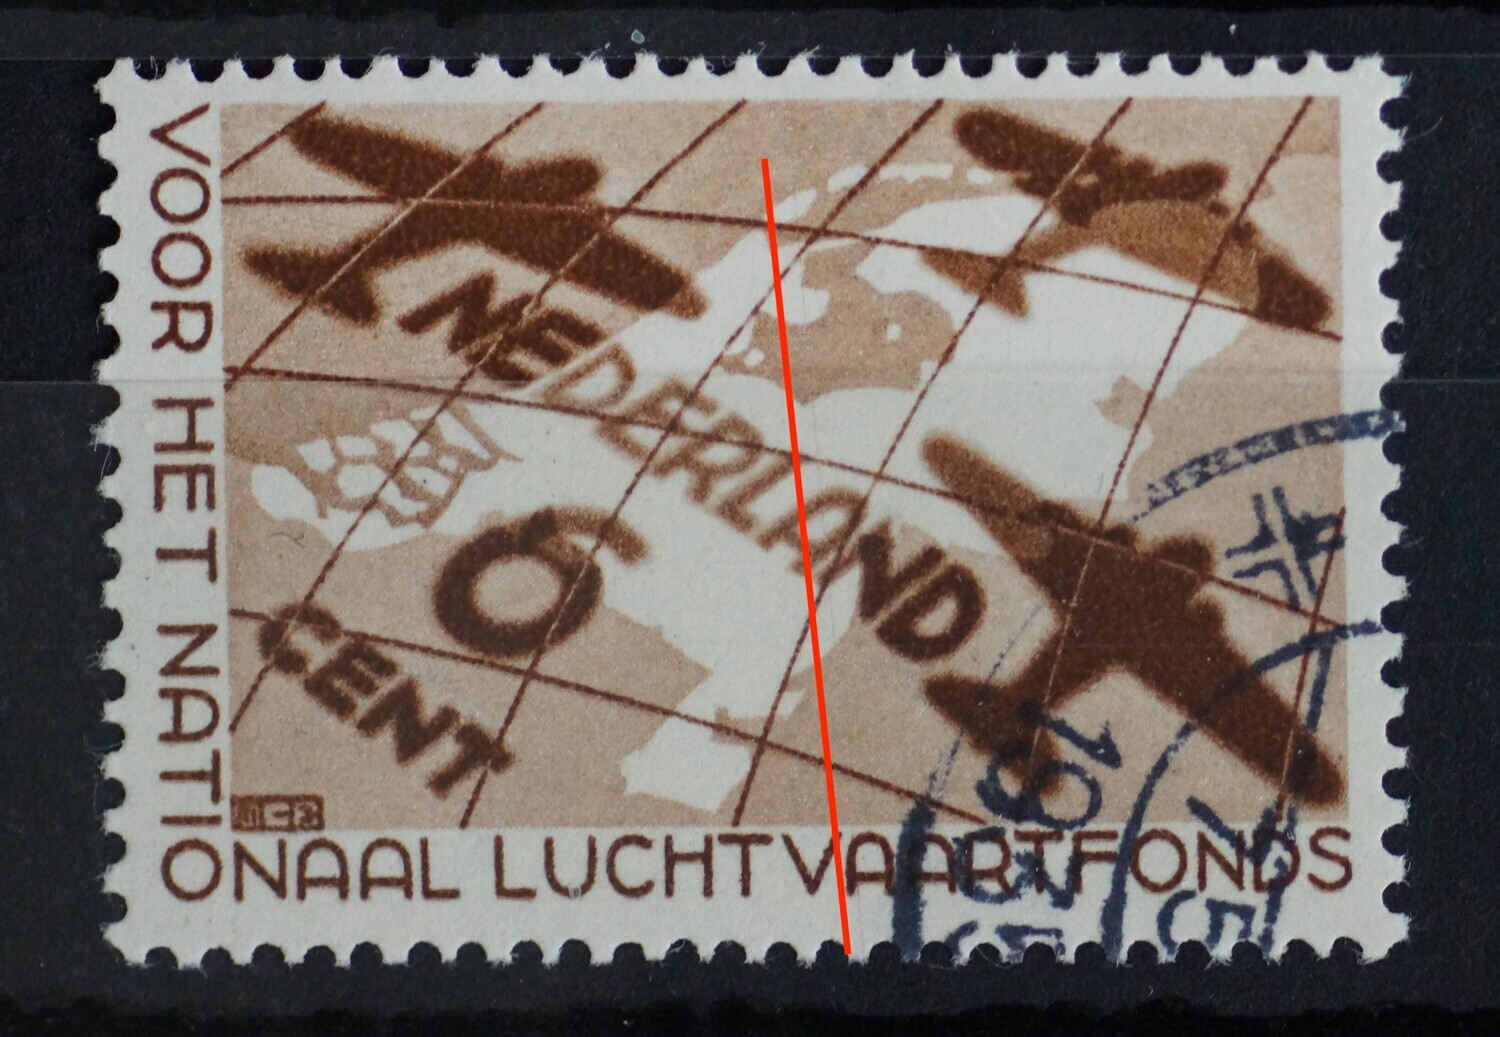 VOOR HET NATIONAAL LUCHTVAARTFONDS
NEDERLAND
6
CENT